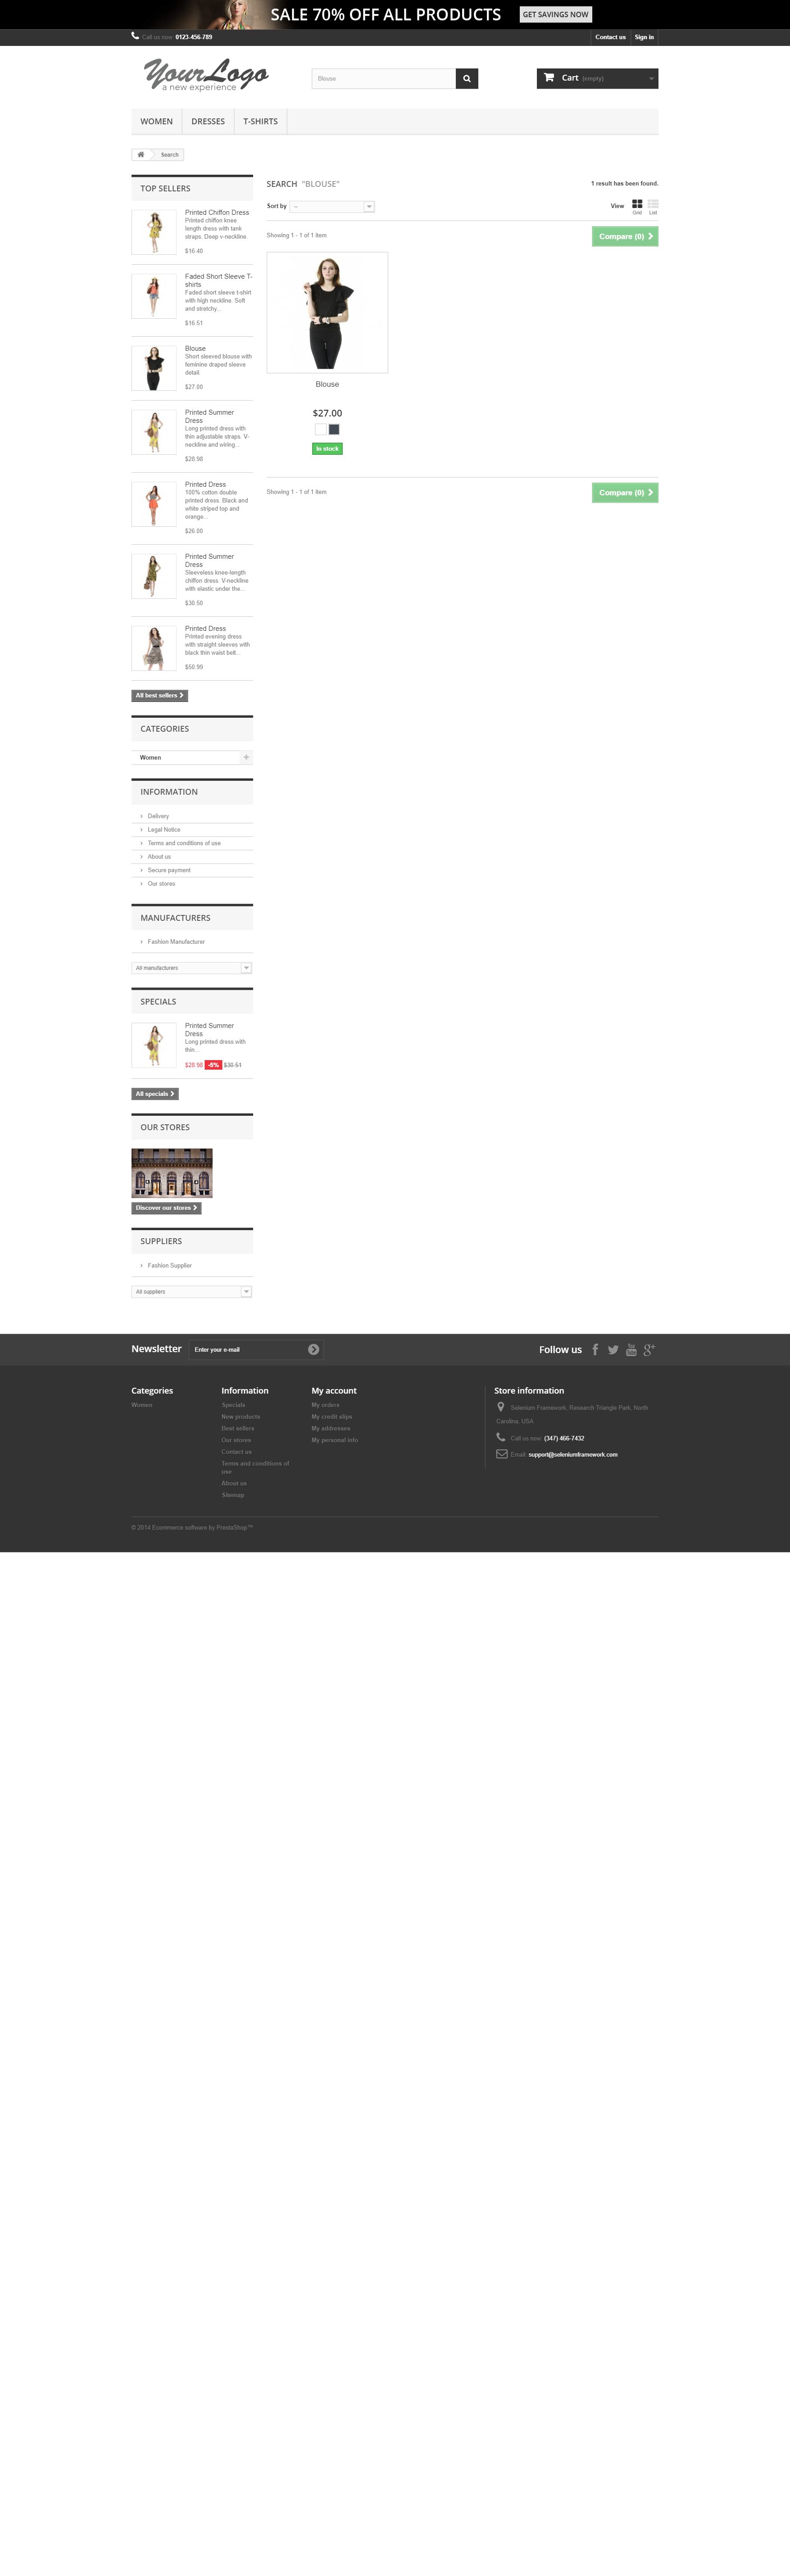 SALE 70% OFF ALL PRODUCTS
GET SAVINGS NOW
Call us now: 0123-456-789
Contact us
Sign in
YourLogo
a new experience
Blouse
Cart (empty)
WOMEN
DRESSES
T-SHIRTS
Search
TOP SELLERS
Printed Chiffon Dress
Printed chiffon knee
length dress with tank
straps. Deep v-neckline.
$16.40
Faded Short Sleeve T-
shirts
Faded short sleeve t-shirt
with high neckline. Soft
and stretchy...
$16.51
Blouse
Short sleeved blouse with
feminine draped sleeve
detail.
$27.00
Printed Summer
Dress
Long printed dress with
thin adjustable straps. V-
neckline and wiring...
$28.98
Printed Dress
100% cotton double
printed dress. Black and
white striped top and
orange...
$26.00
Printed Summer
Dress
Sleeveless knee-length
chiffon dress. V-neckline
with elastic under the...
$30.50
Printed Dress
Printed evening dress
with straight sleeves with
black thin waist belt...
$50.99
All best sellers
CATEGORIES
Women
INFORMATION
Delivery
Legal Notice
Terms and conditions of use
About us
Secure payment
Our stores
MANUFACTURERS
Fashion Manufacturer
All manufacturers
SPECIALS
Printed Summer
Dress
Long printed dress with
thin...
$28.98 -5% $30.51
All specials
OUR STORES
Discover our stores
SUPPLIERS
Fashion Supplier
All suppliers
SEARCH "BLOUSE"
1 result has been found.
Sort by
--
View
Grid
List
Showing 1 - 1 of 1 item
Compare (0)
Blouse
$27.00
In stock
Showing 1 - 1 of 1 item
Compare (0)
Newsletter
Enter your e-mail
Follow us
Categories
Women
Information
Specials
New products
Best sellers
Our stores
Contact us
Terms and conditions of
use
About us
Sitemap
My account
My orders
My credit slips
My addresses
My personal info
Store information
Selenium Framework, Research Triangle Park, North
Carolina, USA
Call us now: (347) 466-7432
Email: support@seleniumframework.com
© 2014 Ecommerce software by PrestaShop™